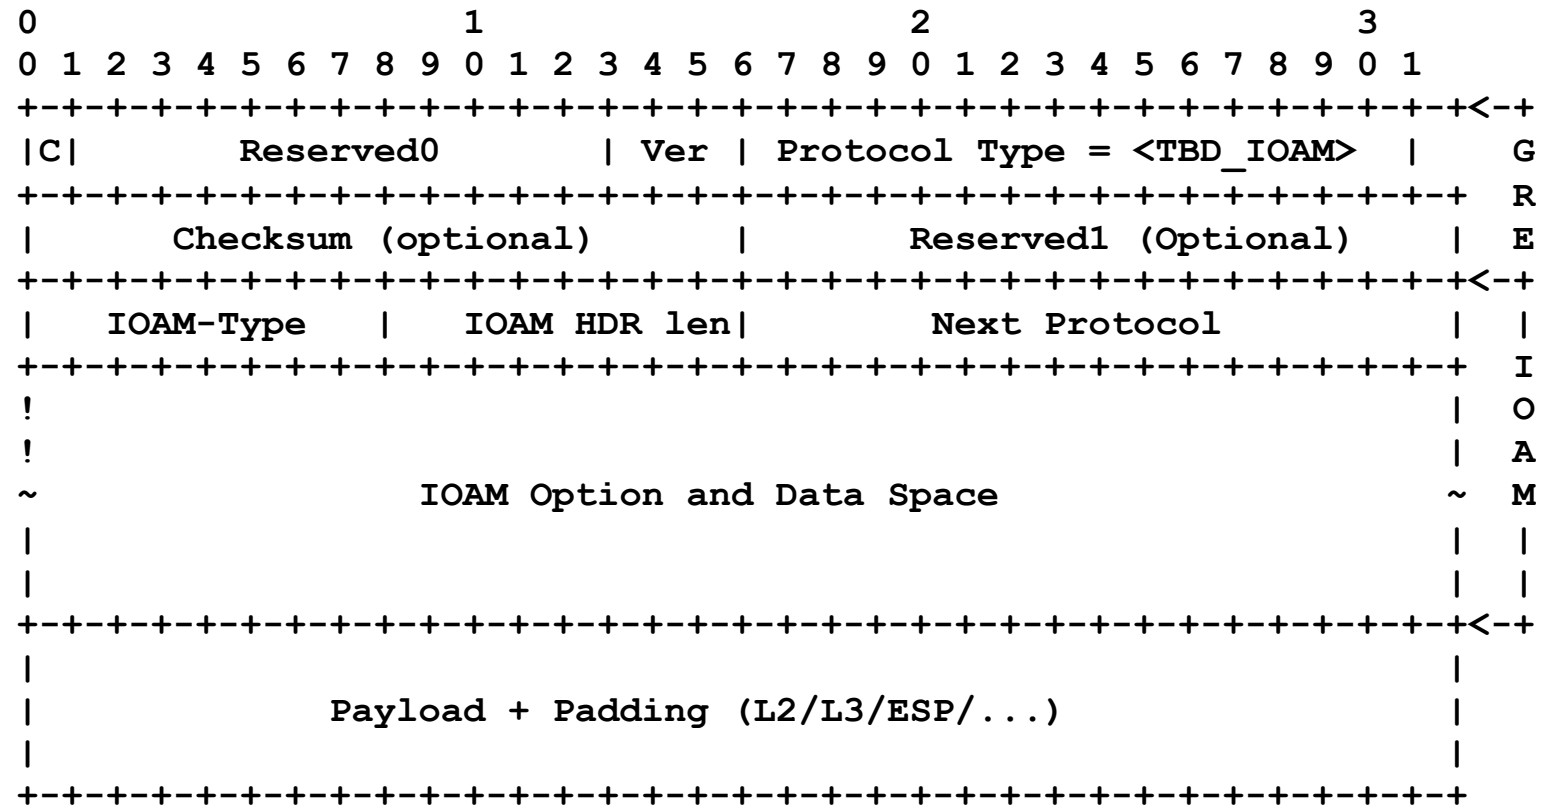 0                   1                   2                   3
0 1 2 3 4 5 6 7 8 9 0 1 2 3 4 5 6 7 8 9 0 1 2 3 4 5 6 7 8 9 0 1
+-+-+-+-+-+-+-+-+-+-+-+-+-+-+-+-+-+-+-+-+-+-+-+-+-+-+-+-+-+-+-+-+<-+
|C|       Reserved0       | Ver | Protocol Type = <TBD_IOAM>  |    G
+-+-+-+-+-+-+-+-+-+-+-+-+-+-+-+-+-+-+-+-+-+-+-+-+-+-+-+-+-+-+-+-+  R
|      Checksum (optional)      |       Reserved1 (Optional)    |  E
+-+-+-+-+-+-+-+-+-+-+-+-+-+-+-+-+-+-+-+-+-+-+-+-+-+-+-+-+-+-+-+-+<-+
|   IOAM-Type   |   IOAM HDR len|        Next Protocol          |  |
+-+-+-+-+-+-+-+-+-+-+-+-+-+-+-+-+-+-+-+-+-+-+-+-+-+-+-+-+-+-+-+-+  I
!                                                               |  O
!                                                               |  A
~                 IOAM Option and Data Space                    ~  M
|                                                               |  |
|                                                               |  |
+-+-+-+-+-+-+-+-+-+-+-+-+-+-+-+-+-+-+-+-+-+-+-+-+-+-+-+-+-+-+-+-+<-+
|                                                               |
|             Payload + Padding (L2/L3/ESP/...)                 |
|                                                               |
+-+-+-+-+-+-+-+-+-+-+-+-+-+-+-+-+-+-+-+-+-+-+-+-+-+-+-+-+-+-+-+-+